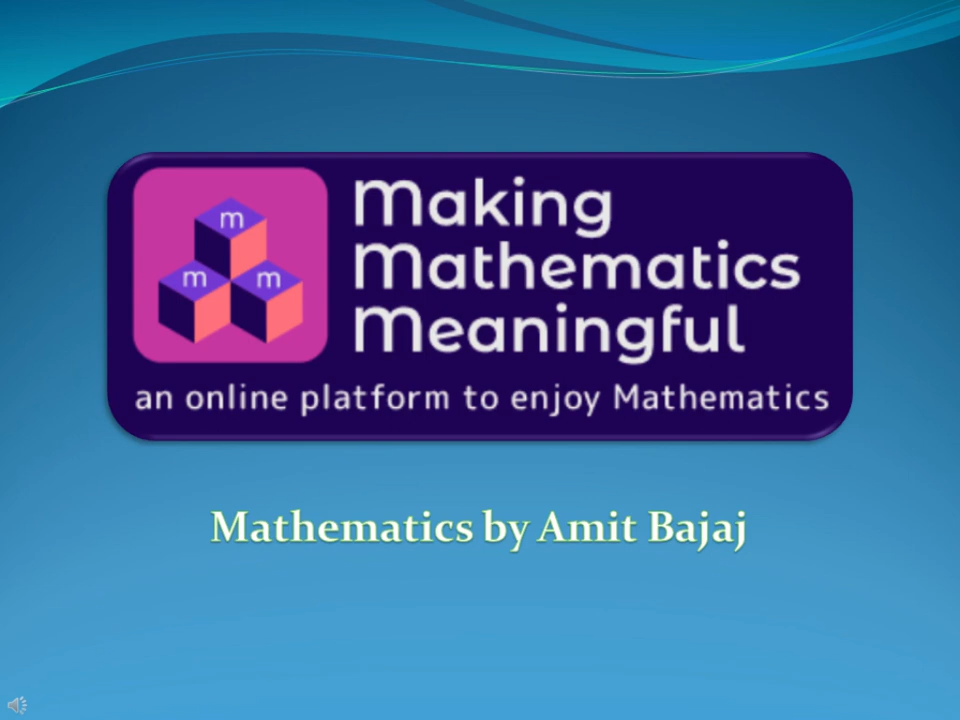 m
m m
Making
Mathematics
Meaningful
an online platform to enjoy Mathematics
Mathematics by Amit Bajaj